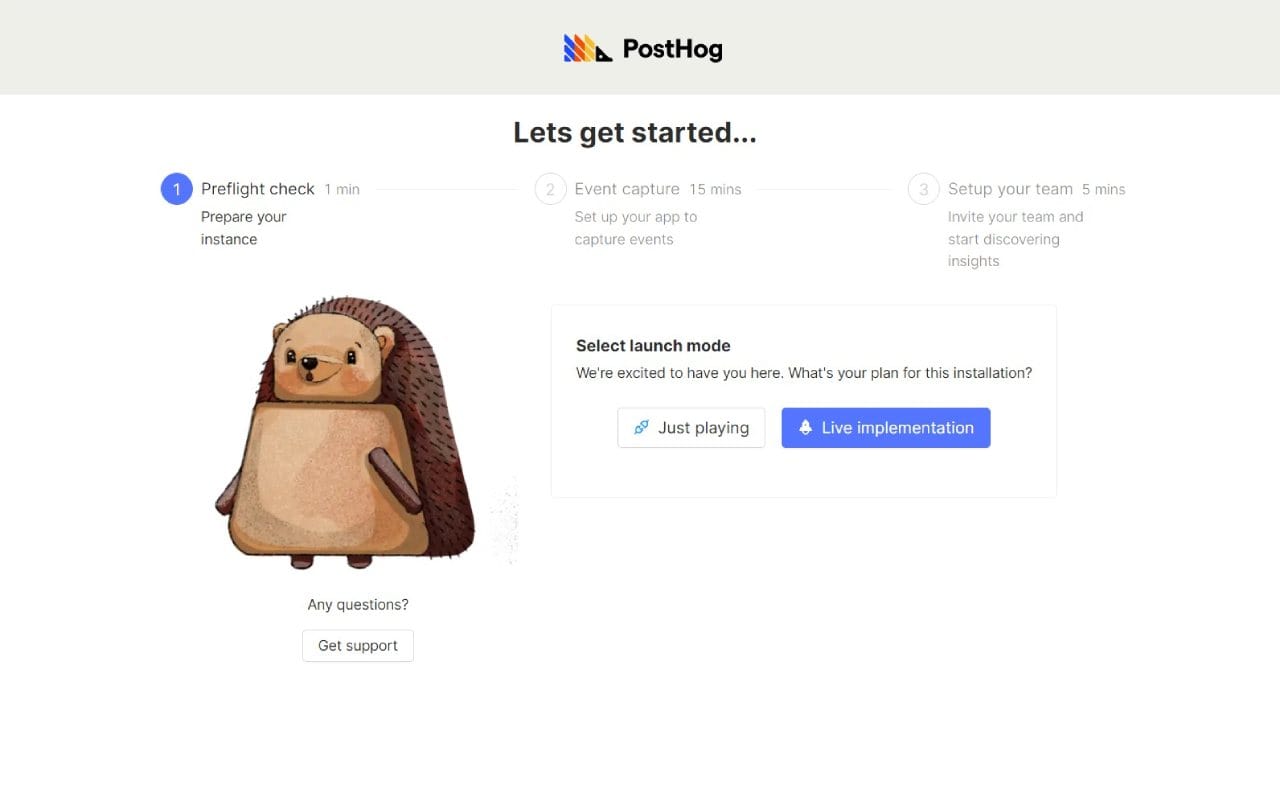 PostHog
Lets get started...
1 Preflight check 1 min
Prepare your
instance
2 Event capture 15 mins
Set up your app to
capture events
3 Setup your team 5 mins
Invite your team and
start discovering
insights
Select launch mode
We're excited to have you here. What's your plan for this installation?
Just playing
Live implementation
Any questions?
Get support